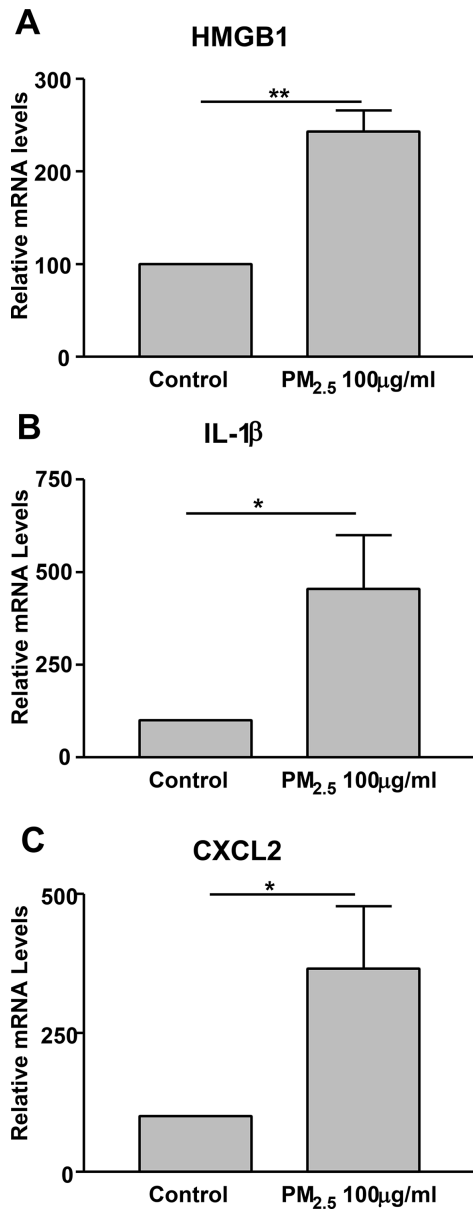 A
HMGB1
Relative mRNA levels
300
200
100
0
**
Control
PM2.5 100μg/ml
B
IL-1β
Relative mRNA Levels
750
500
250
0
*
Control
PM2.5 100μg/ml
C
CXCL2
Relative mRNA Levels
500
250
0
*
Control
PM2.5 100μg/ml